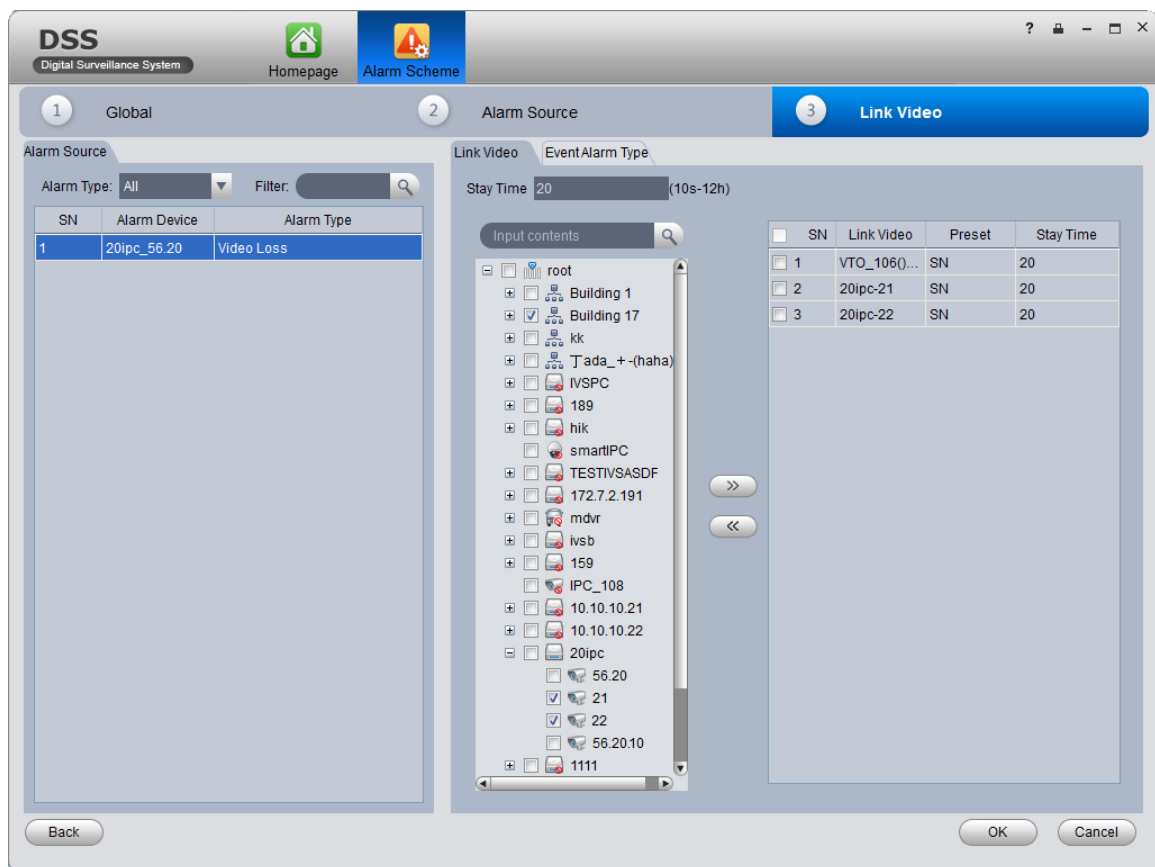 DSS
Digital Surveillance System
Homepage
Alarm Scheme
?
1 Global
2 Alarm Source
3 Link Video
Alarm Source
Alarm Type: All Filter:
SN Alarm Device Alarm Type
1 20ipc_56.20 Video Loss
Link Video Event Alarm Type
Stay Time 20 (10s-12h)
Input contents
root
Building 1
Building 17
kk
丁ada_+-(haha)
IVSPC
189
hik
smartIPC
TESTIVSASDF
172.7.2.191
mdvr
ivsb
159
IPC_108
10.10.10.21
10.10.10.22
20ipc
56.20
21
22
56.20.10
1111
>>
<<
SN Link Video Preset Stay Time
1 VTO_106()... SN 20
2 20ipc-21 SN 20
3 20ipc-22 SN 20
Back
OK
Cancel